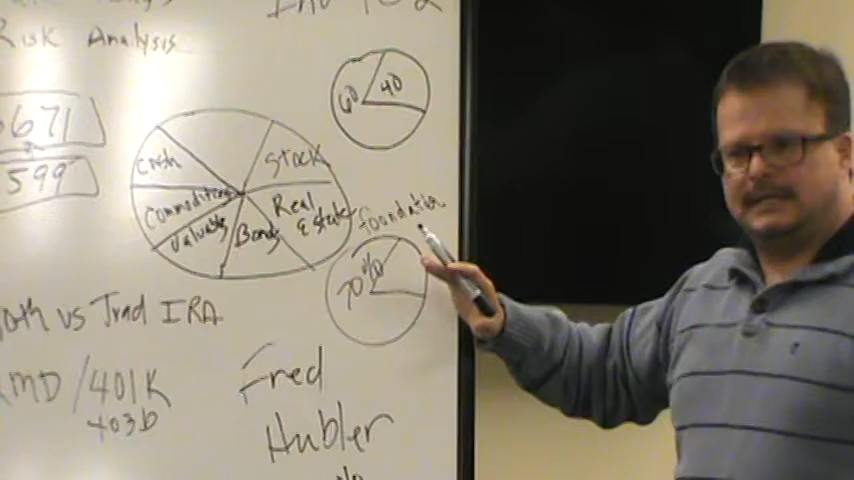 Risk Analysis
60 40
671
599
Cash
Stock
Commodities
Real
Estate
Valuables
Bonds
foundation
70%
vs Trad IRA
RMD/401K
403b
Fred
Hubler